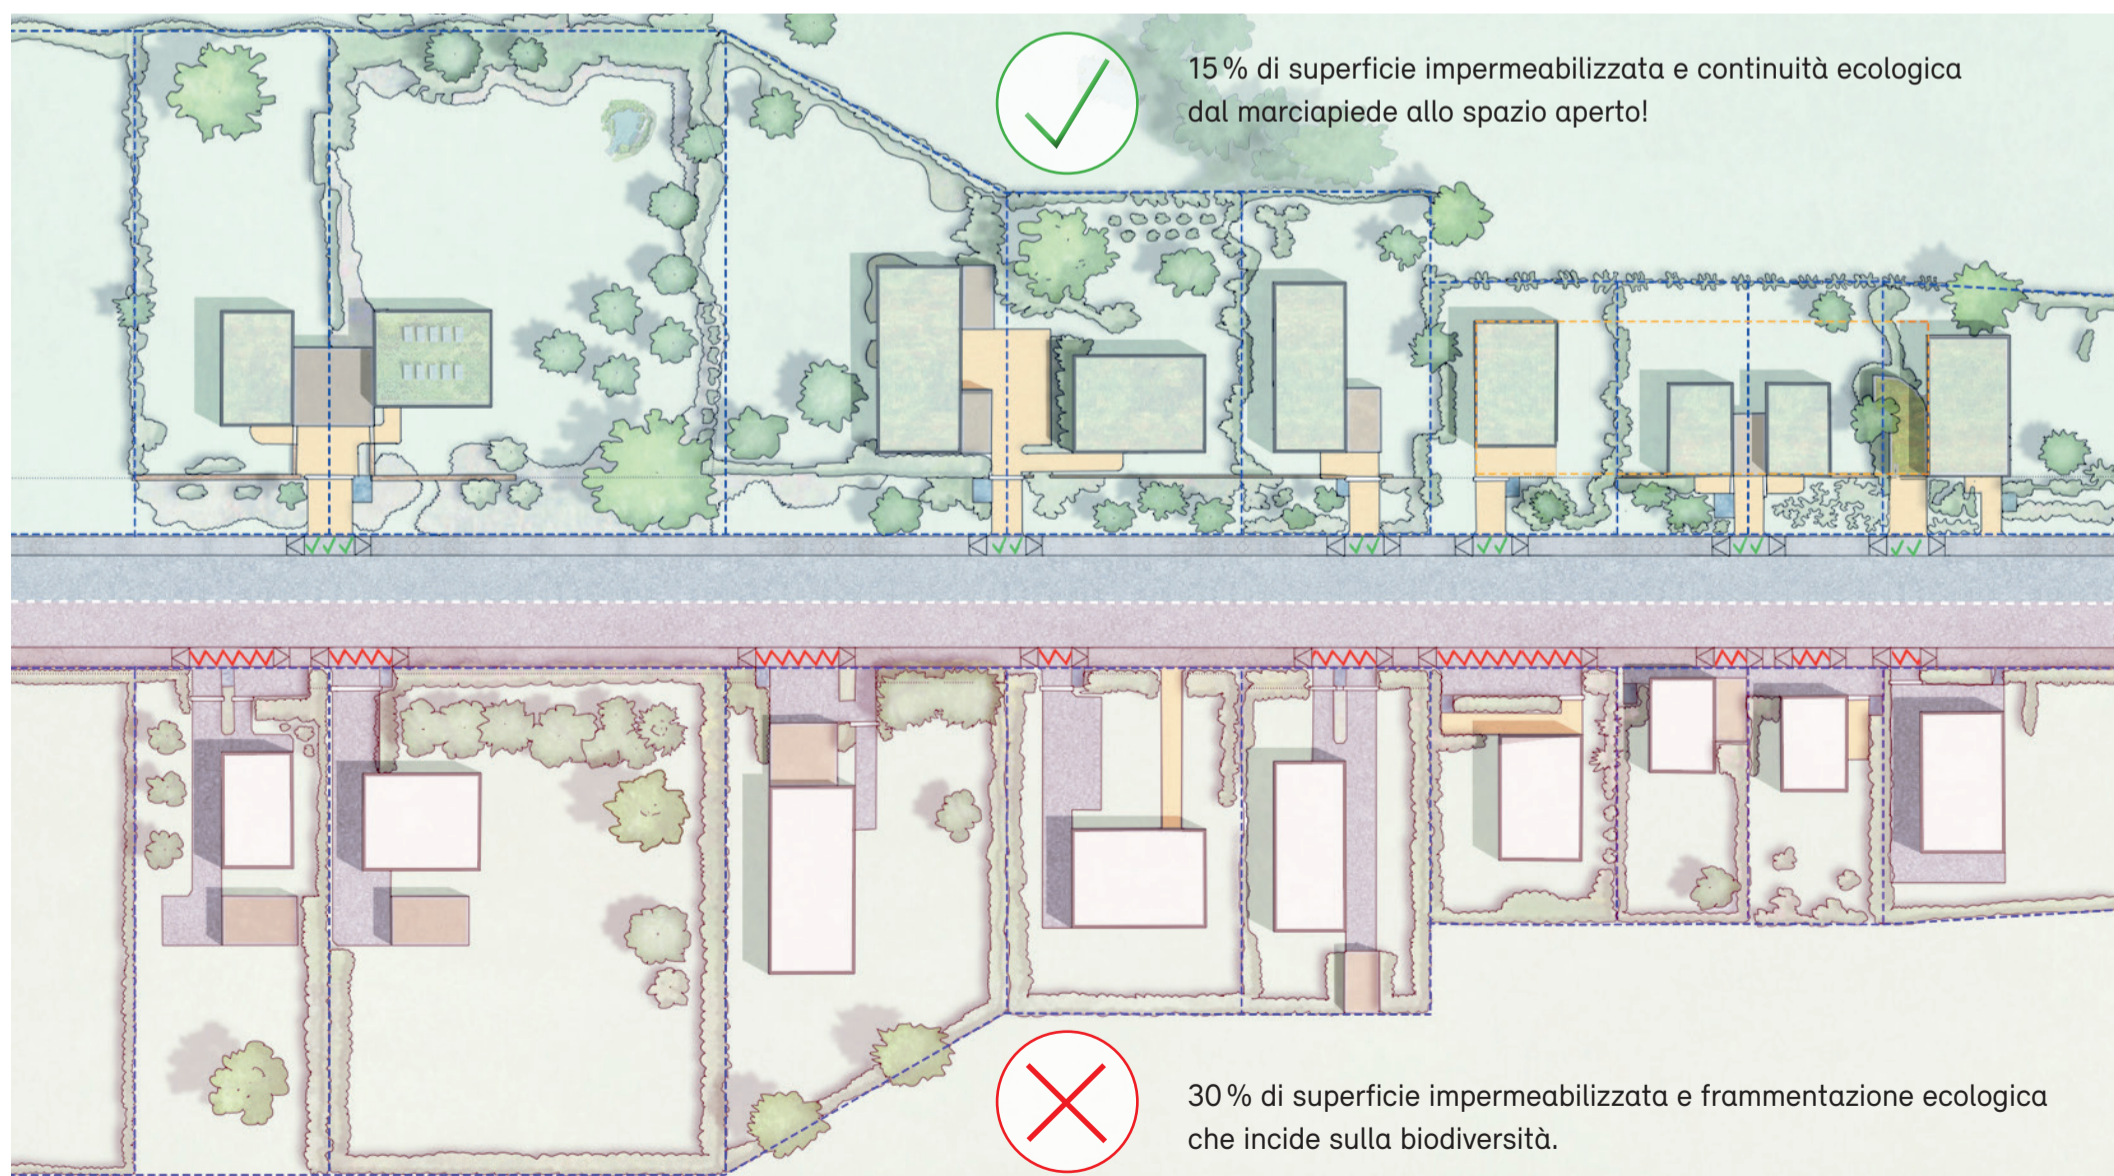 15 % di superficie impermeabilizzata e continuità ecologica
dal marciapiede allo spazio aperto!
30 % di superficie impermeabilizzata e frammentazione ecologica
che incide sulla biodiversità.